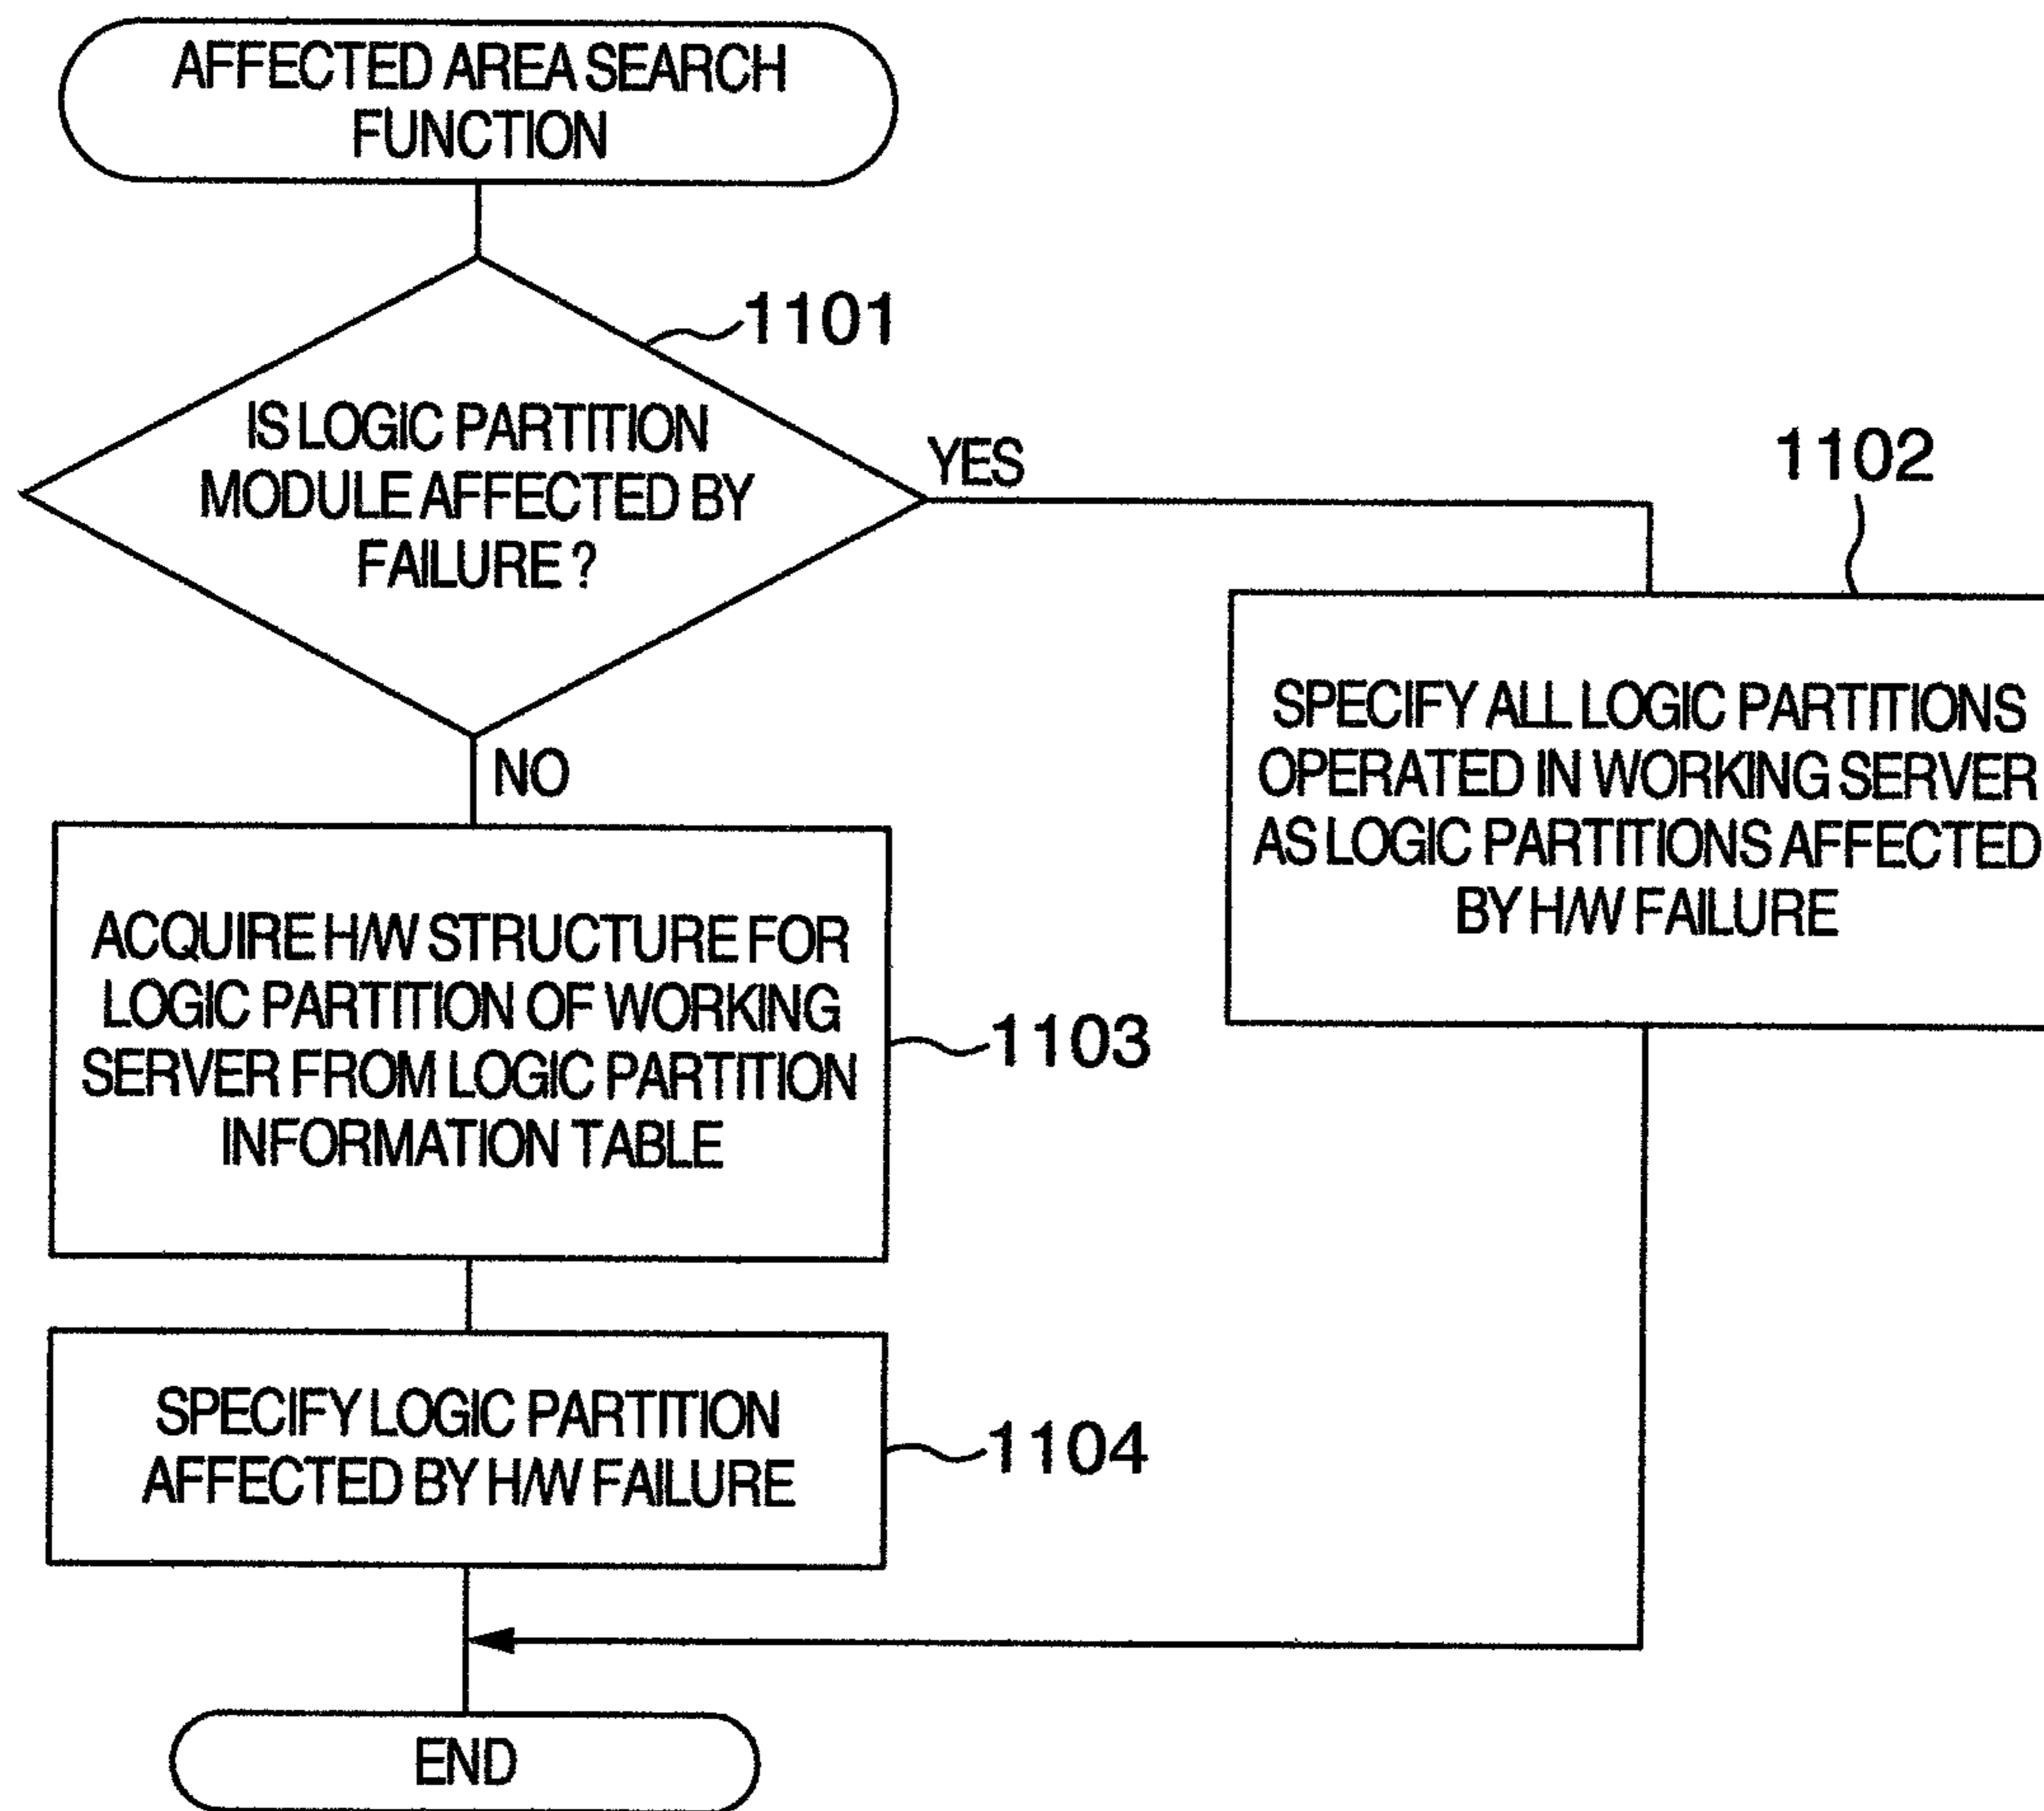 AFFECTED AREA SEARCH
FUNCTION
1101
IS LOGIC PARTITION
MODULE AFFECTED BY
FAILURE ?
YES
NO
1102
SPECIFY ALL LOGIC PARTITIONS
OPERATED IN WORKING SERVER
AS LOGIC PARTITIONS AFFECTED
BY H/W FAILURE
ACQUIRE H/W STRUCTURE FOR
LOGIC PARTITION OF WORKING
SERVER FROM LOGIC PARTITION
INFORMATION TABLE
1103
SPECIFY LOGIC PARTITION
AFFECTED BY H/W FAILURE
1104
END